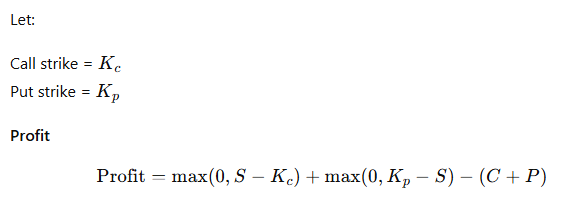 Let:
Call strike = K_c
Put strike = K_p
Profit
Profit = max(0, S − K_c) + max(0, K_p − S) − (C + P)